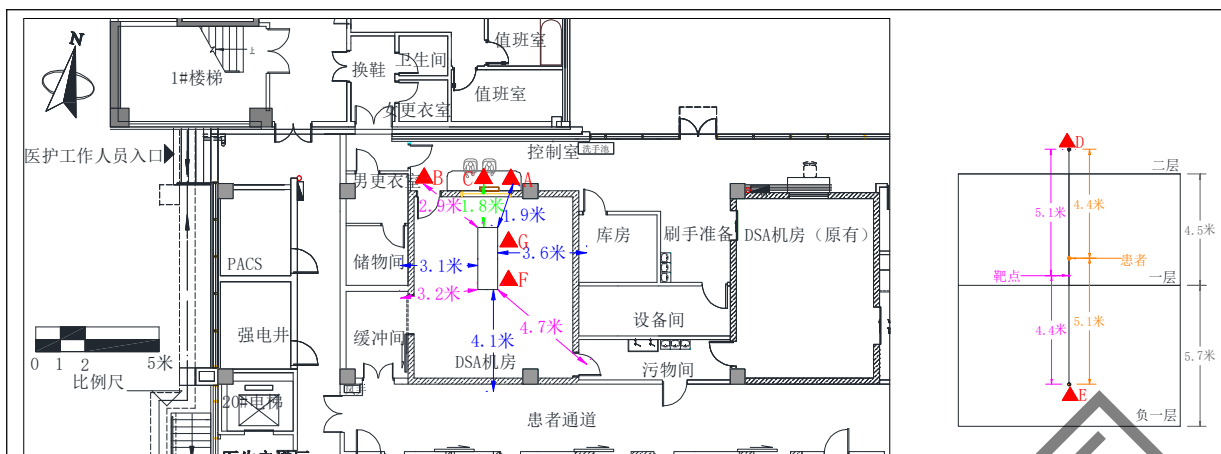 N
1#楼梯
上
换鞋
卫生间
值班室
值班室
女更衣室
医护工作人员入口
控制室
洗手池
男更衣室
B
C
A
2.9米
1.8米
1.9米
G
F
3.6米
3.1米
3.2米
4.1米
4.7米
DSA机房
PACS
强电井
储物间
缓冲间
库房
刷手准备
DSA机房（原有）
设备间
污物间
0 1 2 5米
比例尺
20#电梯
患者通道
D
二层
5.1米
4.4米
4.5米
患者
靶点
一层
4.4米
5.1米
5.7米
E
负一层